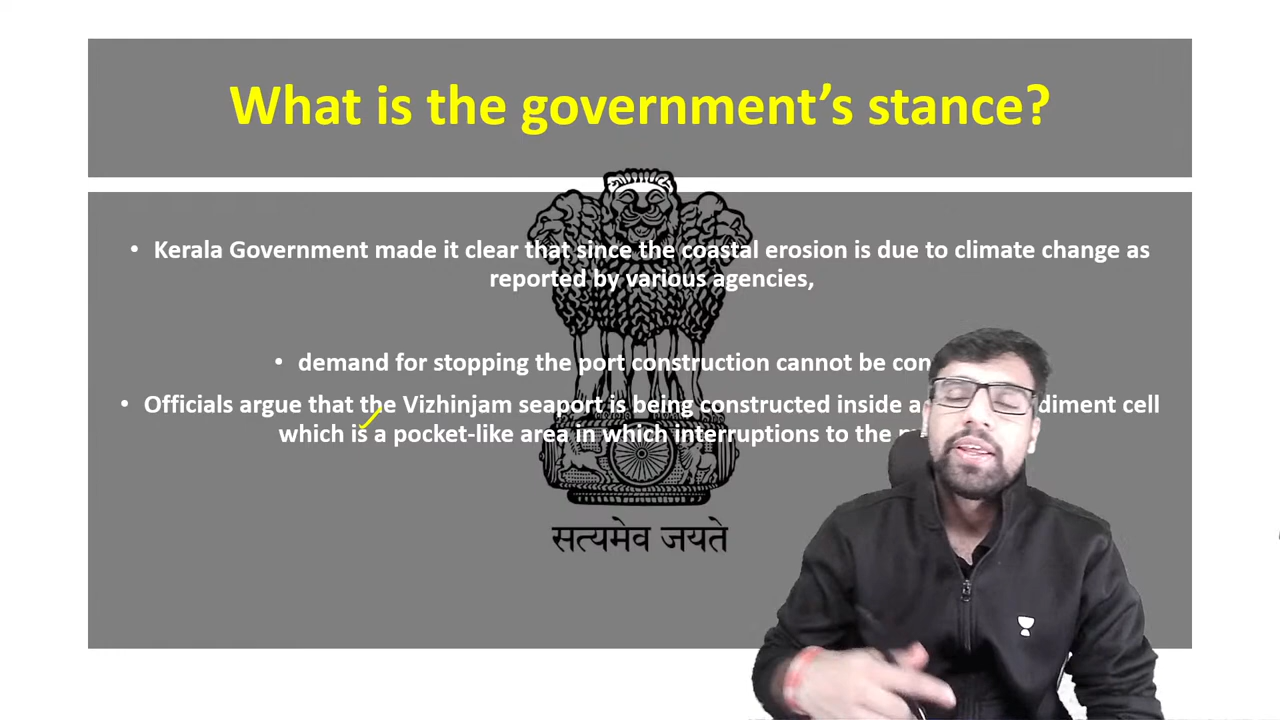 What is the government’s stance?
• Kerala Government made it clear that since the coastal erosion is due to climate change as
reported by various agencies,
• demand for stopping the port construction cannot be
• Officials argue that the Vizhinjam seaport is being constructed inside a cell
which is a pocket-like area in which interruptions to the
सत्यमेव जयते